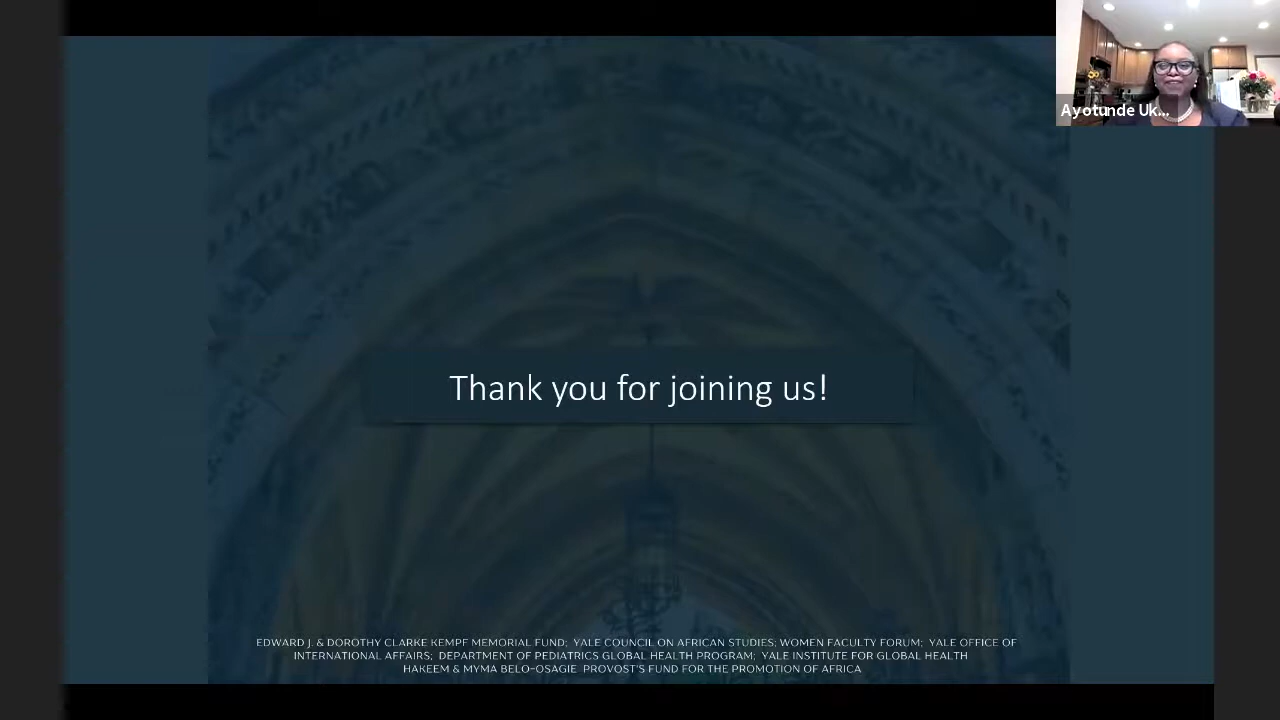 Ayotunde Uk...
Thank you for joining us!
EDWARD J. & DOROTHY CLARKE KEMPF MEMORIAL FUND; YALE COUNCIL ON AFRICAN STUDIES; WOMEN FACULTY FORUM; YALE OFFICE OF
INTERNATIONAL AFFAIRS; DEPARTMENT OF PEDIATRICS GLOBAL HEALTH PROGRAM; YALE INSTITUTE FOR GLOBAL HEALTH
HAKEEM & MYMA BELO-OSAGIE PROVOST'S FUND FOR THE PROMOTION OF AFRICA